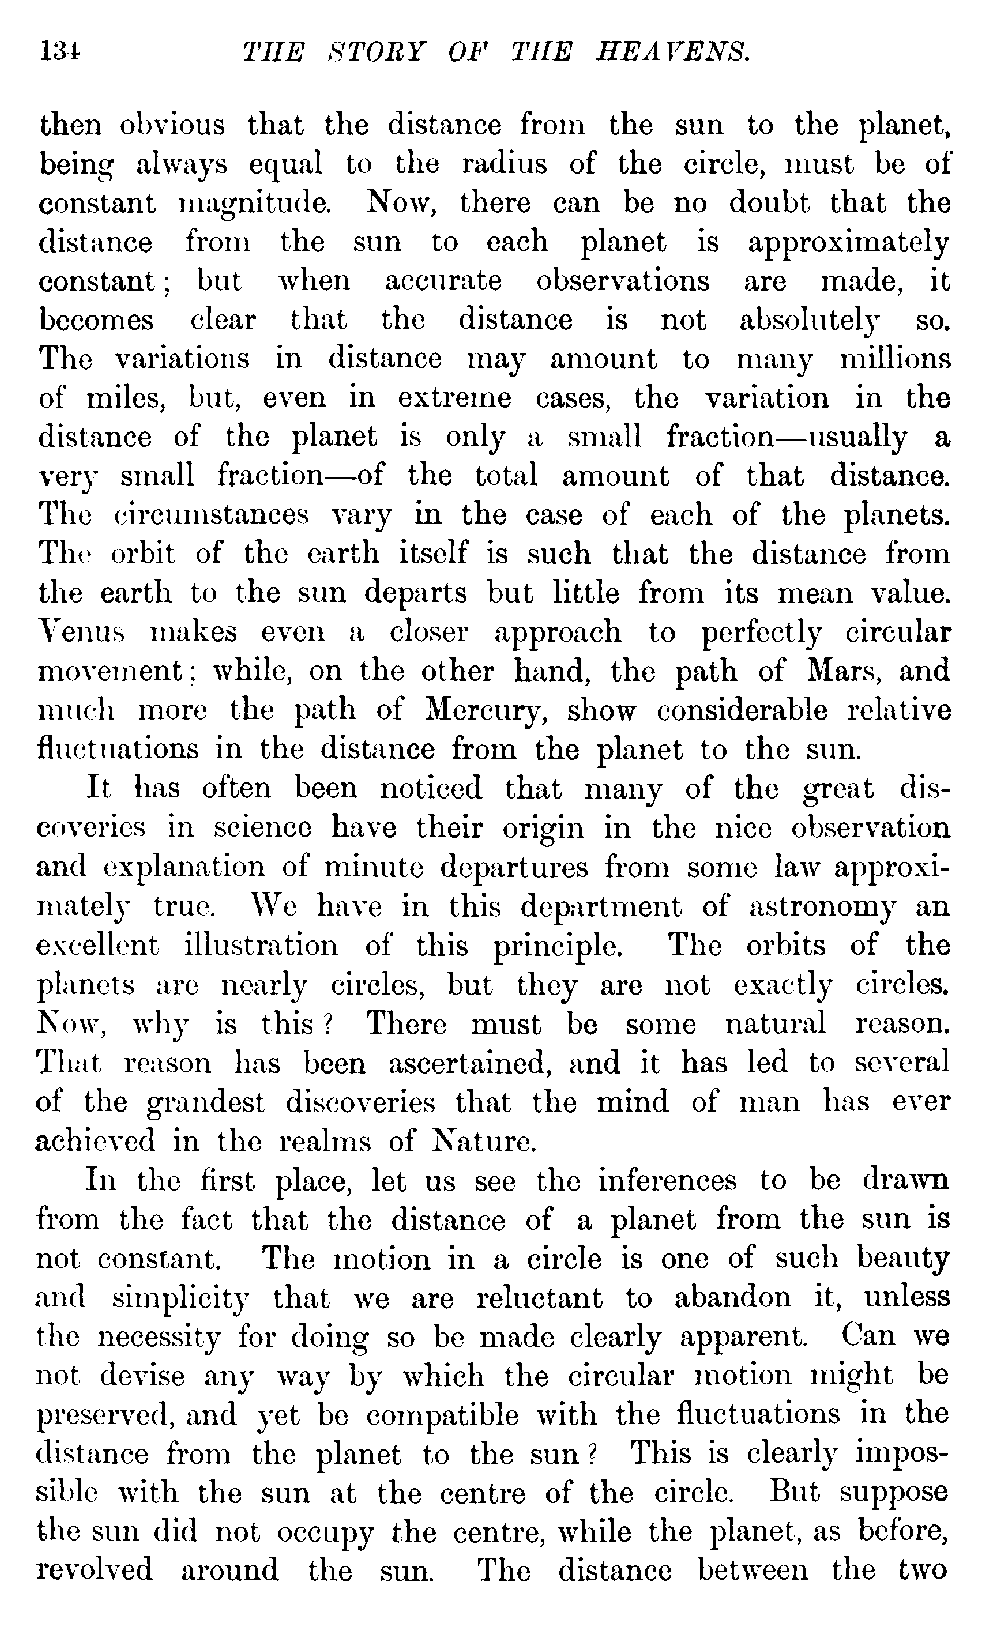 134 THE STORY OF THE HEAVENS.
then obvious that the distance from the sun to the planet,
being always equal to the radius of the circle, must be of
constant magnitude. Now, there can be no doubt that the
distance from the sun to each planet is approximately
constant; but when accurate observations are made, it
becomes clear that the distance is not absolutely so.
The variations in distance may amount to many millions
of miles, but, even in extreme cases, the variation in the
distance of the planet is only a small fraction—usually a
very small fraction—of the total amount of that distance.
The circumstances vary in the case of each of the planets.
The orbit of the earth itself is such that the distance from
the earth to the sun departs but little from its mean value.
Venus makes even a closer approach to perfectly circular
movement; while, on the other hand, the path of Mars, and
much more the path of Mercury, show considerable relative
fluctuations in the distance from the planet to the sun.
It has often been noticed that many of the great dis-
coveries in science have their origin in the nice observation
and explanation of minute departures from some law approxi-
mately true. We have in this department of astronomy an
excellent illustration of this principle. The orbits of the
planets are nearly circles, but they are not exactly circles.
Now, why is this? There must be some natural reason.
That reason has been ascertained, and it has led to several
of the grandest discoveries that the mind of man has ever
achieved in the realms of Nature.
In the first place, let us see the inferences to be drawn
from the fact that the distance of a planet from the sun is
not constant. The motion in a circle is one of such beauty
and simplicity that we are reluctant to abandon it, unless
the necessity for doing so be made clearly apparent. Can we
not devise any way by which the circular motion might be
preserved, and yet be compatible with the fluctuations in the
distance from the planet to the sun? This is clearly impos-
sible with the sun at the centre of the circle. But suppose
the sun did not occupy the centre, while the planet, as before,
revolved around the sun. The distance between the two